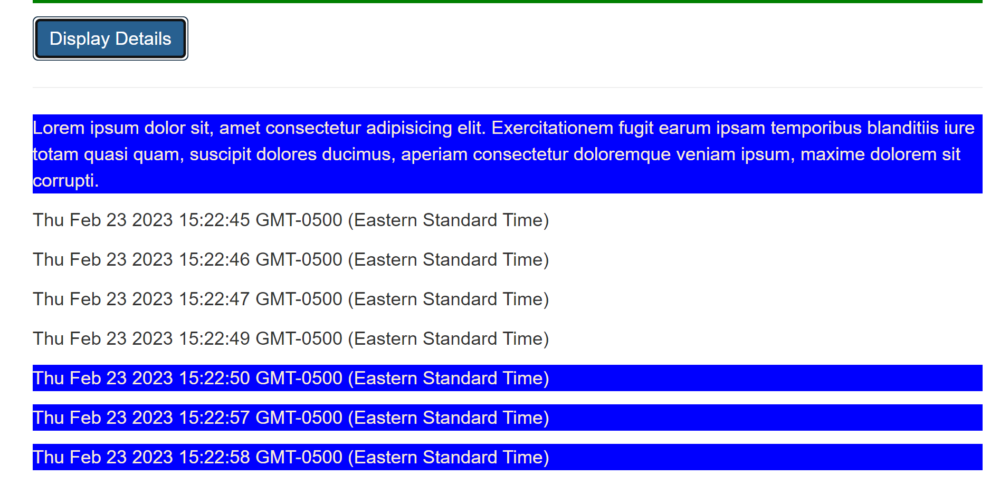 Display Details
Lorem ipsum dolor sit, amet consectetur adipisicing elit. Exercitationem fugit earum ipsam temporibus blanditiis iure
totam quasi quam, suscipit dolores ducimus, aperiam consectetur doloremque veniam ipsum, maxime dolorem sit
corrupti.
Thu Feb 23 2023 15:22:45 GMT-0500 (Eastern Standard Time)
Thu Feb 23 2023 15:22:46 GMT-0500 (Eastern Standard Time)
Thu Feb 23 2023 15:22:47 GMT-0500 (Eastern Standard Time)
Thu Feb 23 2023 15:22:49 GMT-0500 (Eastern Standard Time)
Thu Feb 23 2023 15:22:50 GMT-0500 (Eastern Standard Time)
Thu Feb 23 2023 15:22:57 GMT-0500 (Eastern Standard Time)
Thu Feb 23 2023 15:22:58 GMT-0500 (Eastern Standard Time)